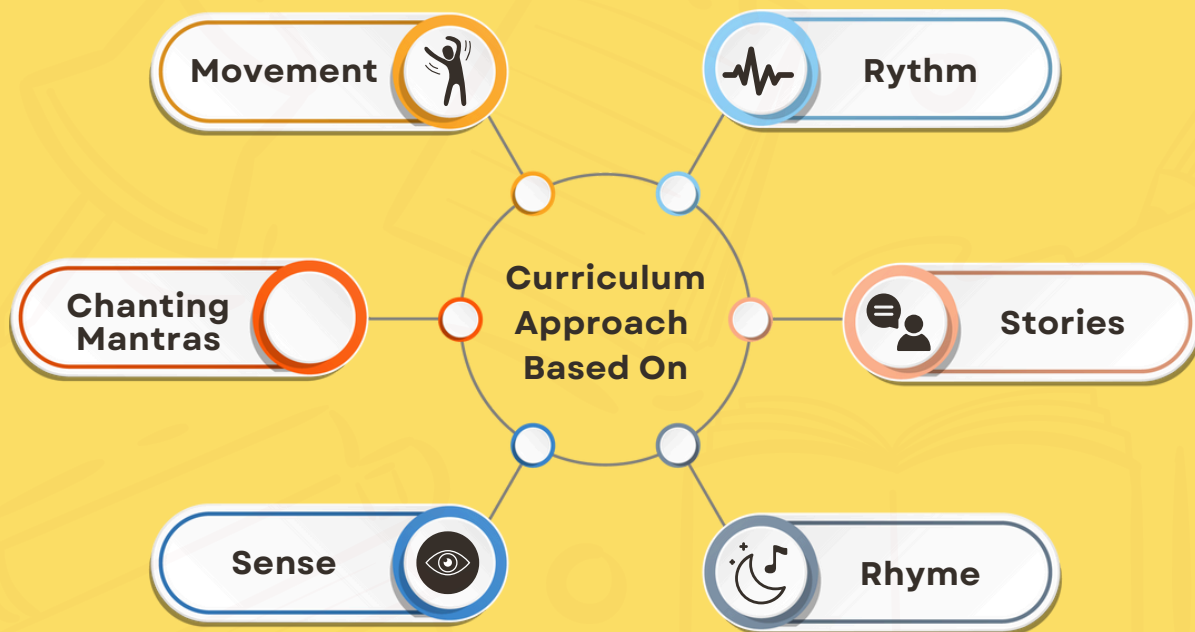 Movement
Rythm
Chanting
Mantras
Curriculum
Approach
Based On
Stories
Sense
Rhyme